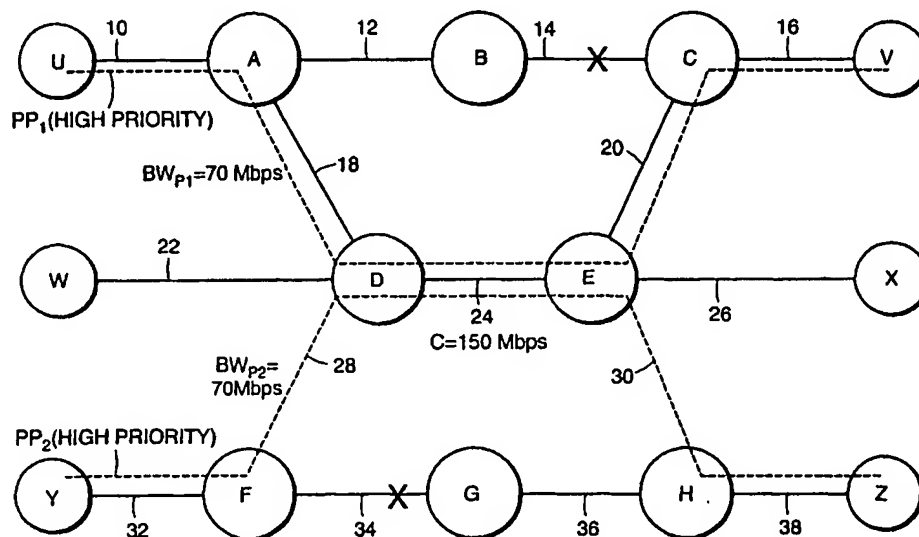 10 12 14 16
U A B X C V
PP1(HIGH PRIORITY)
18 20
BWP1=70 Mbps
22
W D E X
24 26
C=150 Mbps
BWP2=
70Mbps
28 30
PP2(HIGH PRIORITY)
Y F X G H Z
32 34 36 38